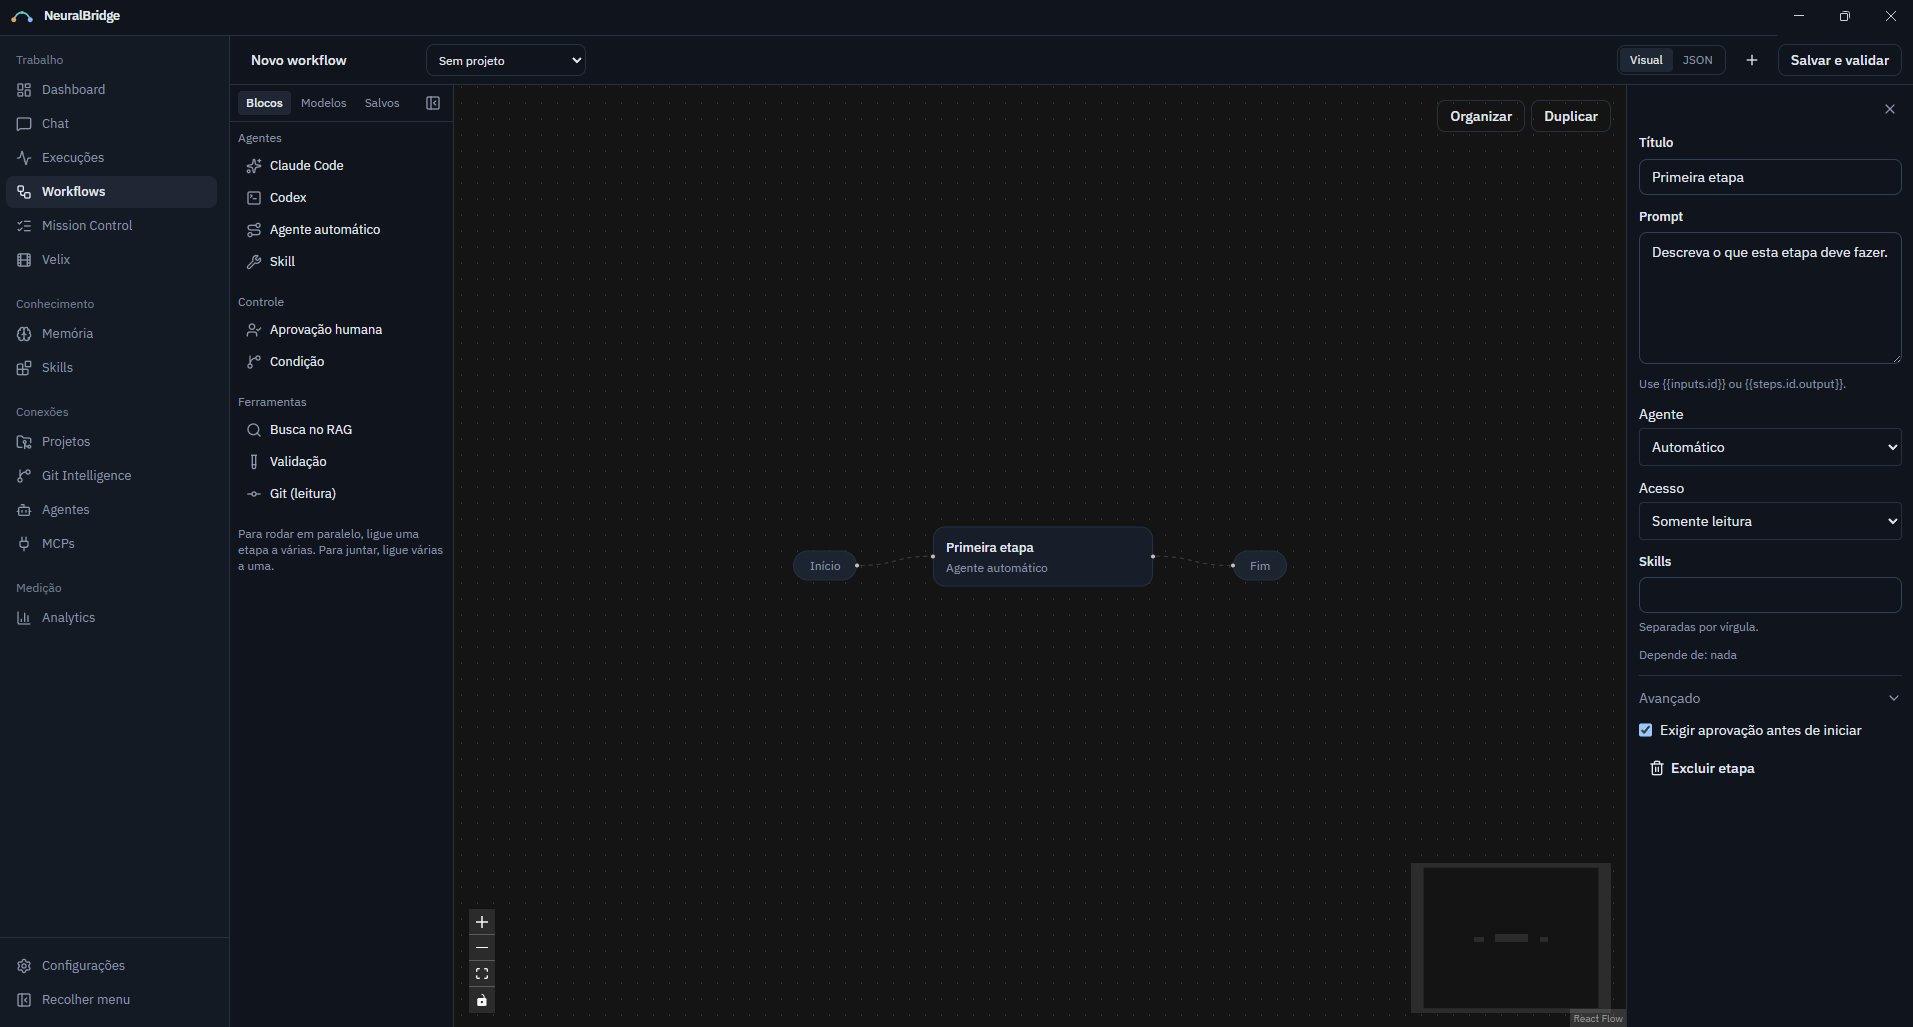 NeuralBridge
Trabalho
Dashboard
Chat
Execuções
Workflows
Mission Control
Velix
Conhecimento
Memória
Skills
Conexões
Projetos
Git Intelligence
Agentes
MCPs
Medição
Analytics
Configurações
Recolher menu
Novo workflow
Sem projeto
Visual
JSON
Salvar e validar
Blocos
Modelos
Salvos
Agentes
Claude Code
Codex
Agente automático
Skill
Controle
Aprovação humana
Condição
Ferramentas
Busca no RAG
Validação
Git (leitura)
Para rodar em paralelo, ligue uma
etapa a várias. Para juntar, ligue várias
a uma.
Organizar
Duplicar
Início
Primeira etapa
Agente automático
Fim
React Flow
Título
Primeira etapa
Prompt
Descreva o que esta etapa deve fazer.
Use {{inputs.id}} ou {{steps.id.output}}.
Agente
Automático
Acesso
Somente leitura
Skills
Separadas por vírgula.
Depende de: nada
Avançado
Exigir aprovação antes de iniciar
Excluir etapa